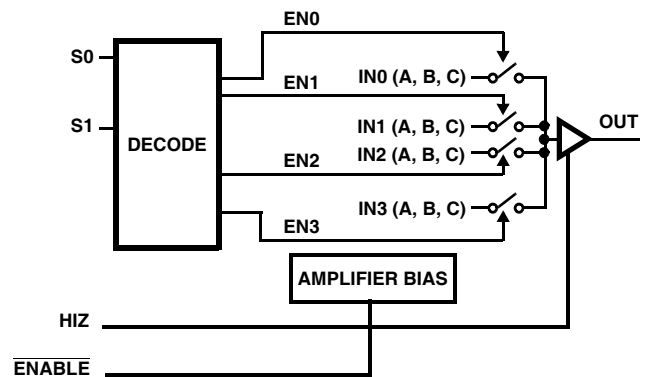 EN0
S0
IN0 (A, B, C)
EN1
S1
IN1 (A, B, C)
OUT
DECODE
IN2 (A, B, C)
EN2
IN3 (A, B, C)
EN3
AMPLIFIER BIAS
HIZ
ENABLE